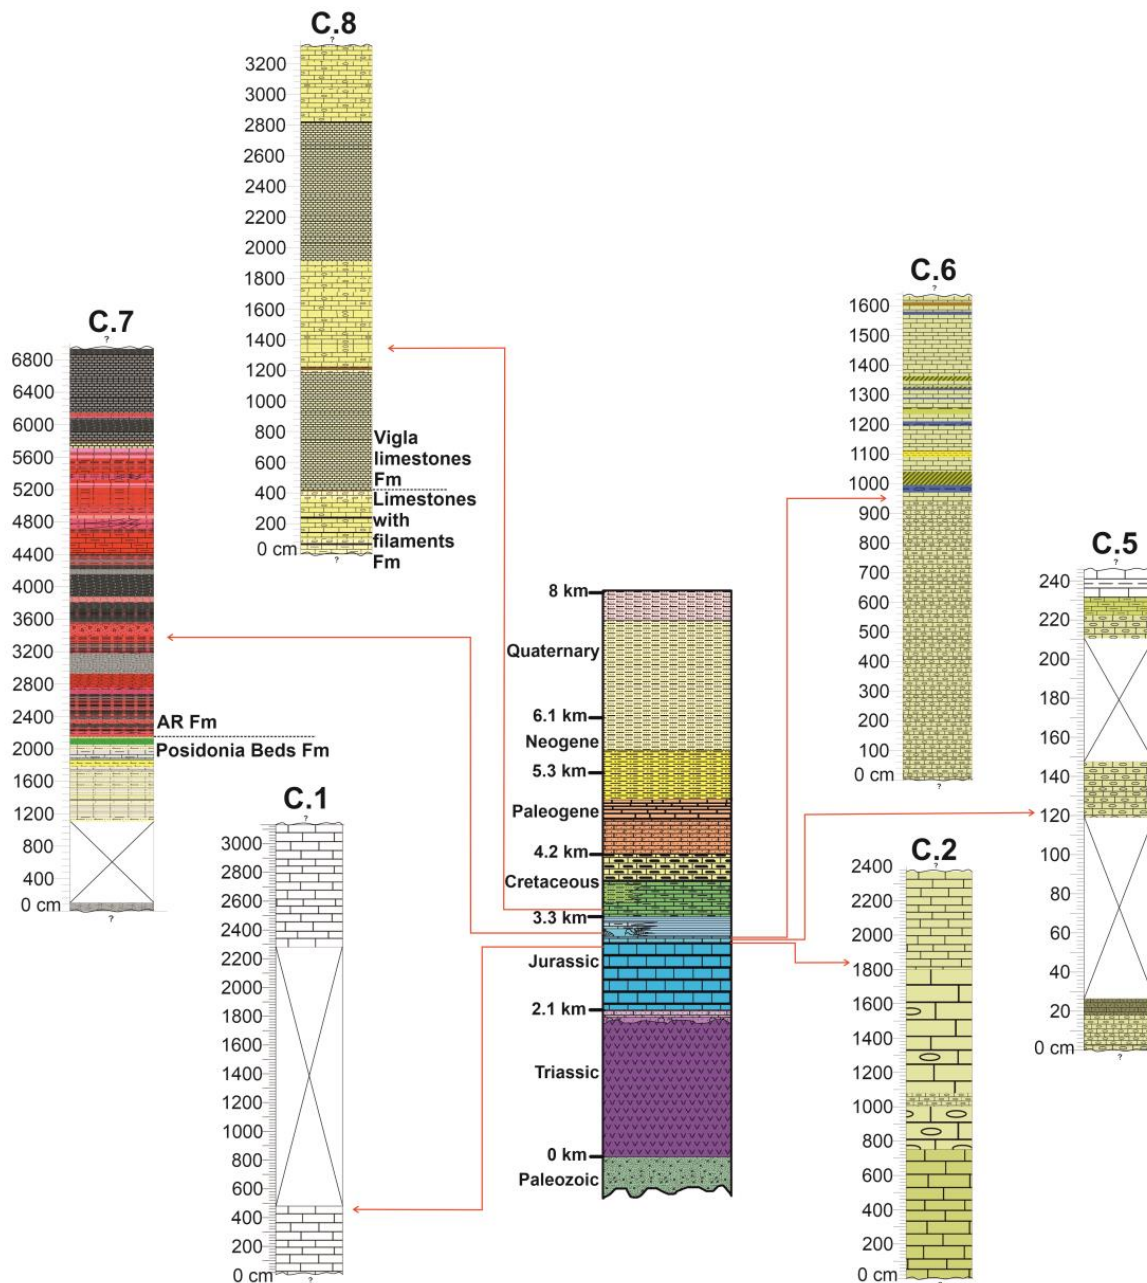 C.8
?
3200
3000
2800
2600
2400
2200
2000
1800
1600
1400
1200
1000
800
600
400
200
0 cm
?
Vigla
limestones
Fm
Limestones
with
filaments
Fm
C.7
?
6800
6400
6000
5600
5200
4800
4400
4000
3600
3200
2800
2400
2000
1600
1200
800
400
0 cm
?
AR Fm
Posidonia Beds Fm
C.1
?
3000
2800
2600
2400
2200
2000
1800
1600
1400
1200
1000
800
600
400
200
0 cm
?
8 km
Quaternary
6.1 km
Neogene
5.3 km
Paleogene
4.2 km
Cretaceous
3.3 km
Jurassic
2.1 km
Triassic
0 km
Paleozoic
C.6
?
1600
1500
1400
1300
1200
1100
1000
900
800
700
600
500
400
300
200
100
0 cm
?
C.5
?
240
220
200
180
160
140
120
100
80
60
40
20
0 cm
?
C.2
?
2400
2200
2000
1800
1600
1400
1200
1000
800
600
400
200
0 cm
?